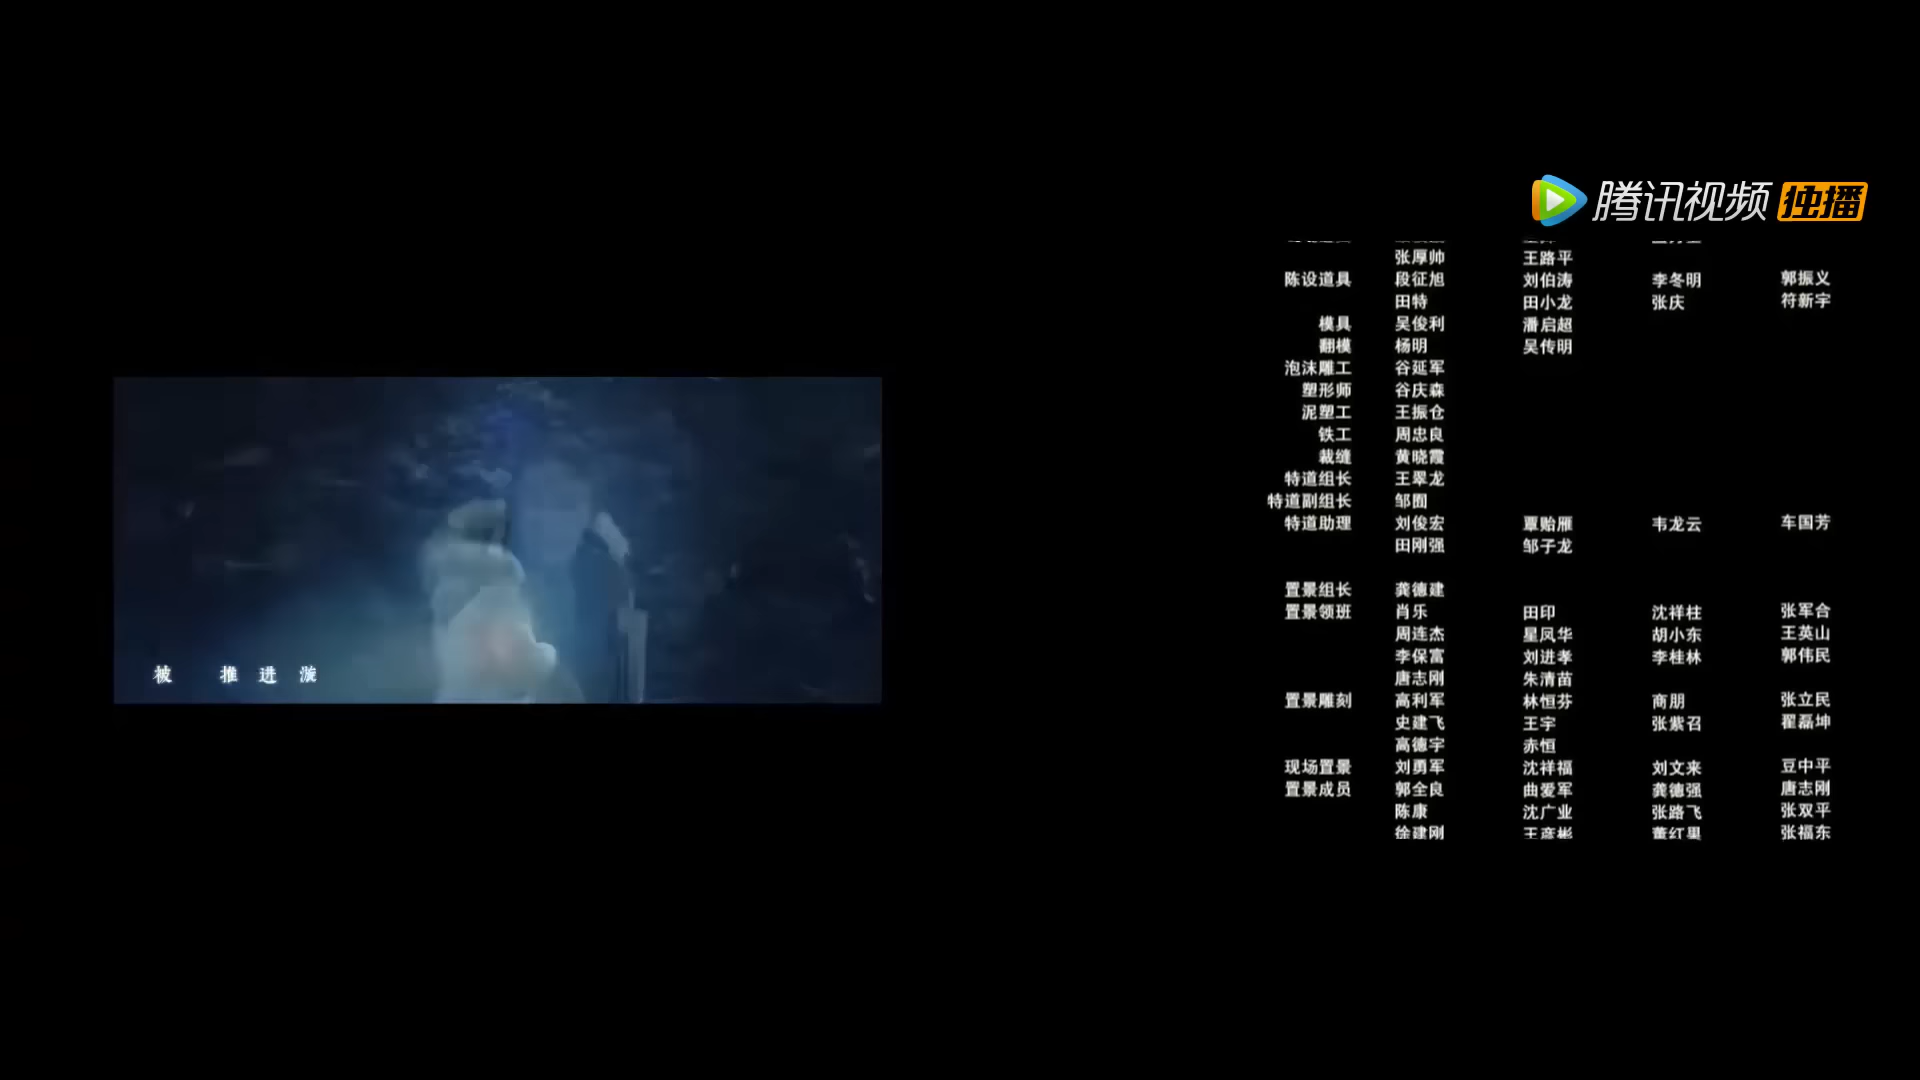 腾讯视频 独播
张厚帅 王路平
陈设道具 段征旭 刘伯涛 李冬明 郭振义
田特 田小龙 张庆 符新宇
模具 吴俊利 潘启超
翻模 杨明 吴传明
泡沫雕工 谷延军
塑形师 谷庆森
泥塑工 王振仓
铁工 周忠良
裁缝 黄晓霞
特道组长 王翠龙
特道副组长 邹囿
特道助理 刘俊宏 覃贻雁 韦龙云 车国芳
田刚强 邹子龙
置景组长 龚德建
置景领班 肖乐 田印 沈祥柱 张军合
周连杰 星凤华 胡小东 王英山
李保富 刘进孝 李桂林 郭伟民
唐志刚 朱清苗
置景雕刻 高利军 林恒芬 商朋 张立民
史建飞 王宇 张紫召 翟磊坤
高德宇 赤恒
现场置景 刘勇军 沈祥福 刘文来 豆中平
置景成员 郭全良 曲爱军 龚德强 唐志刚
陈康 沈广业 张路飞 张双平
徐建刚 王彦彬 董红果 张福东
被 推 进 漩